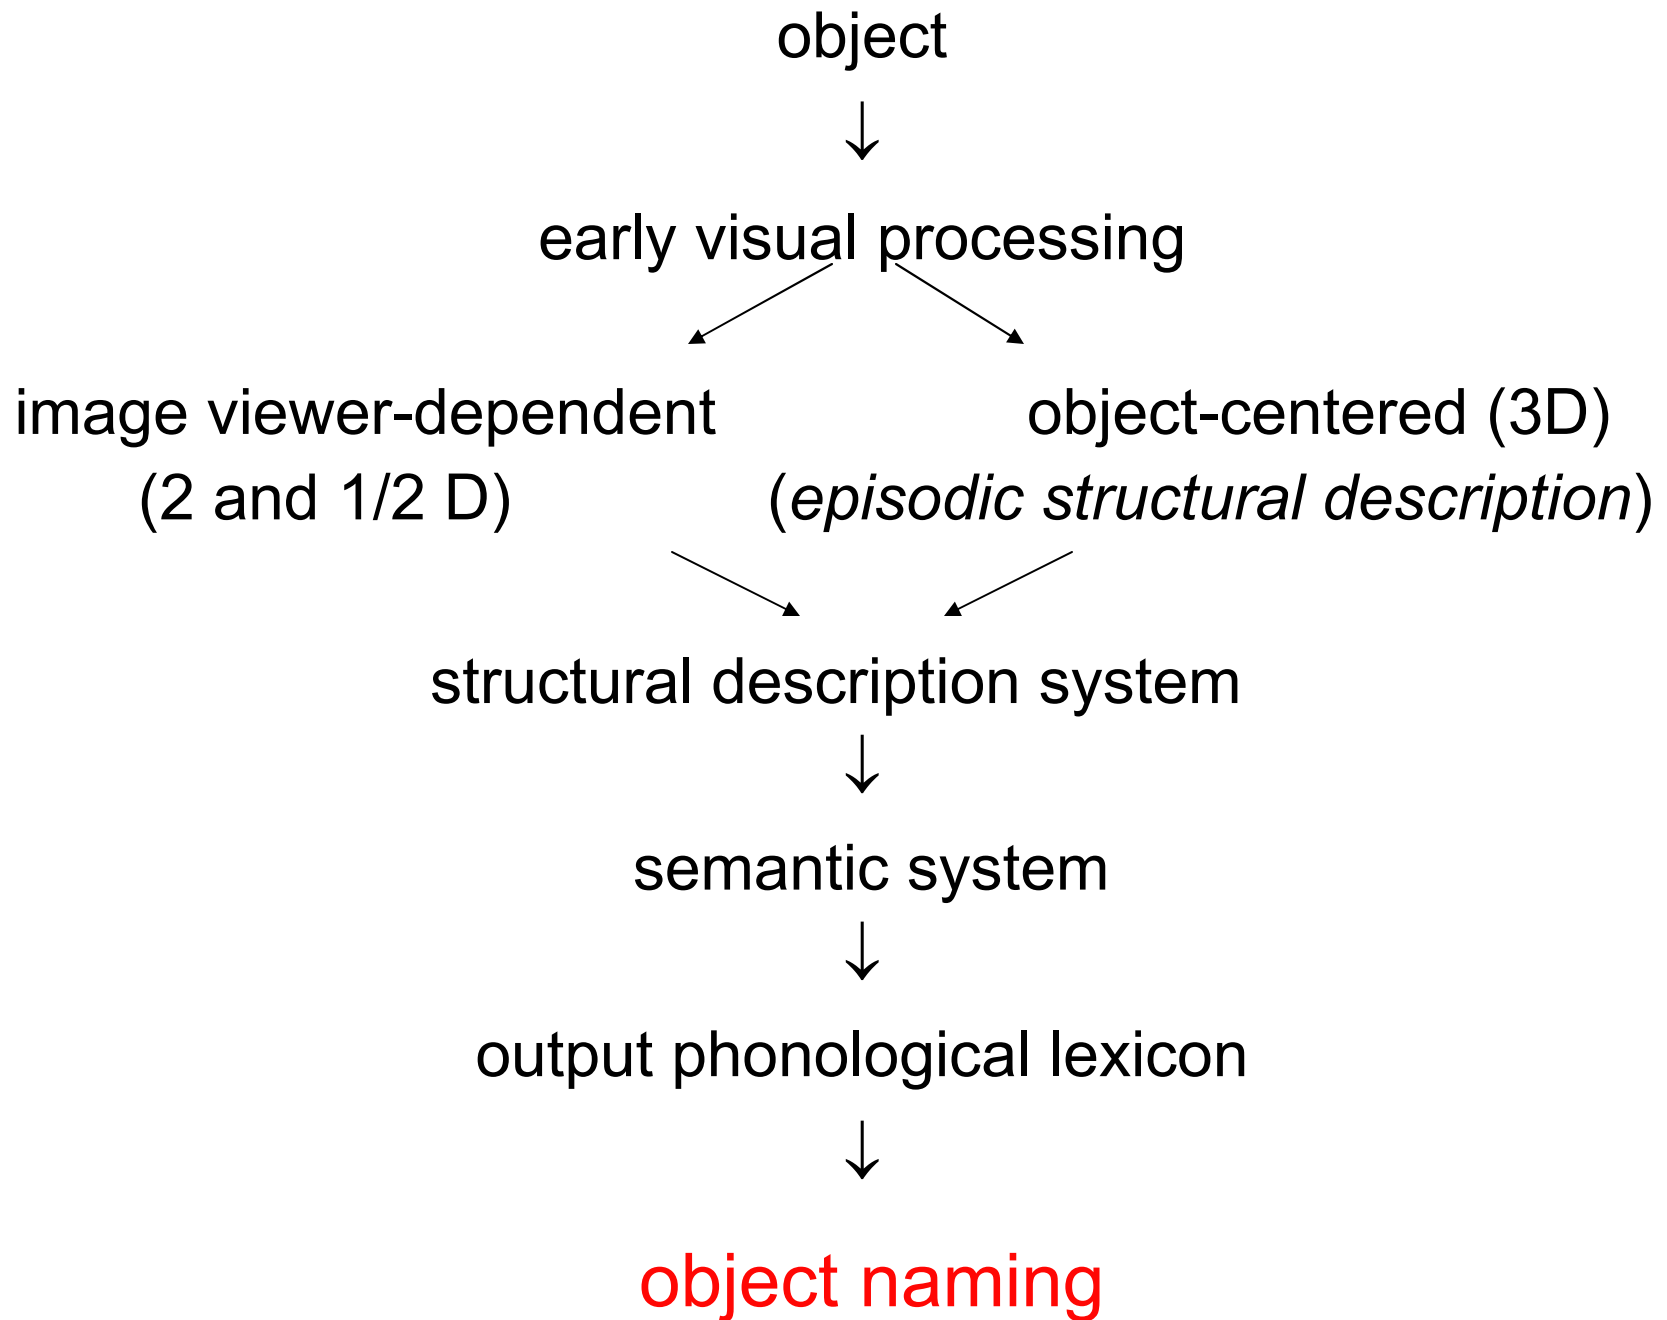 object
↓
early visual processing
image viewer-dependent
(2 and 1/2 D)
object-centered (3D)
(episodic structural description)
structural description system
↓
semantic system
↓
output phonological lexicon
↓
object naming